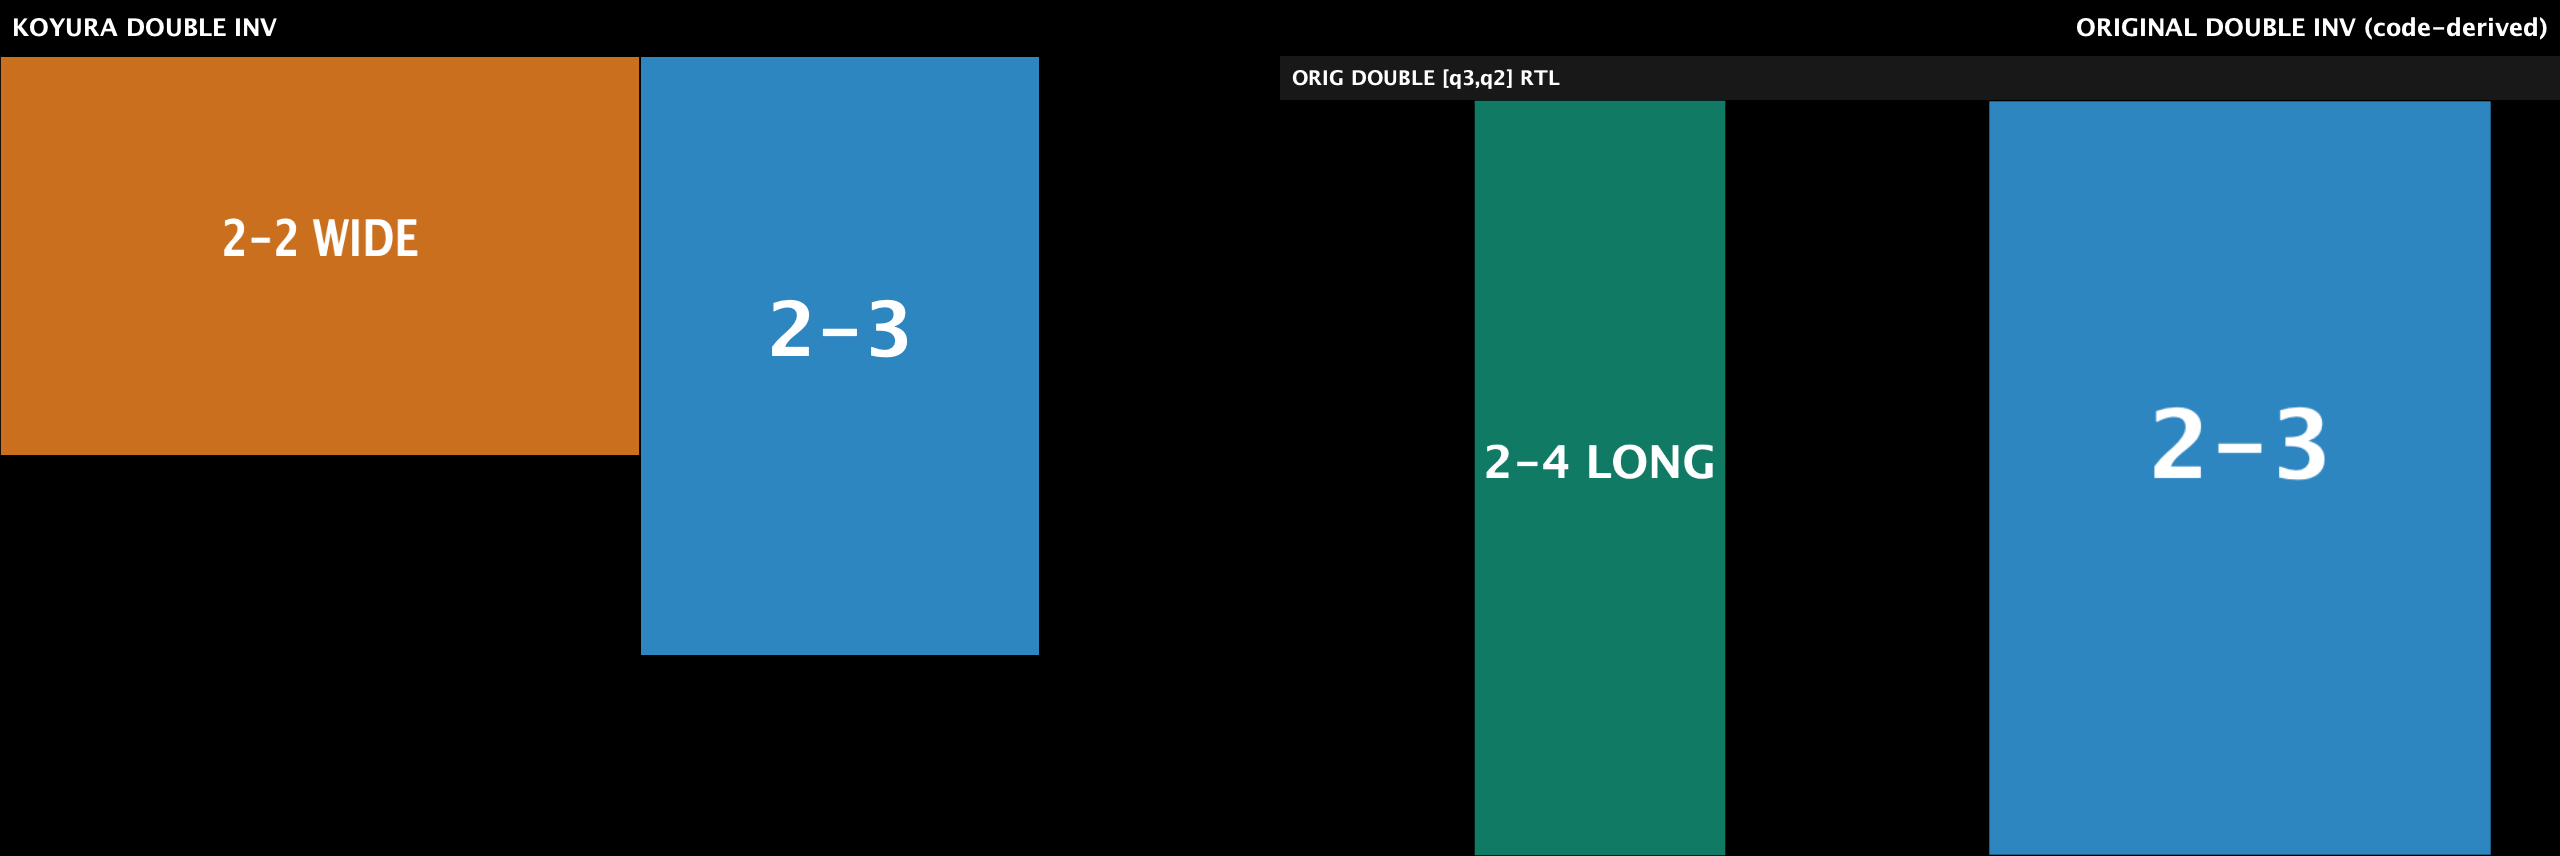 KOYURA DOUBLE INV
2-2 WIDE
2-3
ORIGINAL DOUBLE INV (code-derived)
ORIG DOUBLE [q3,q2] RTL
2-4 LONG
2-3